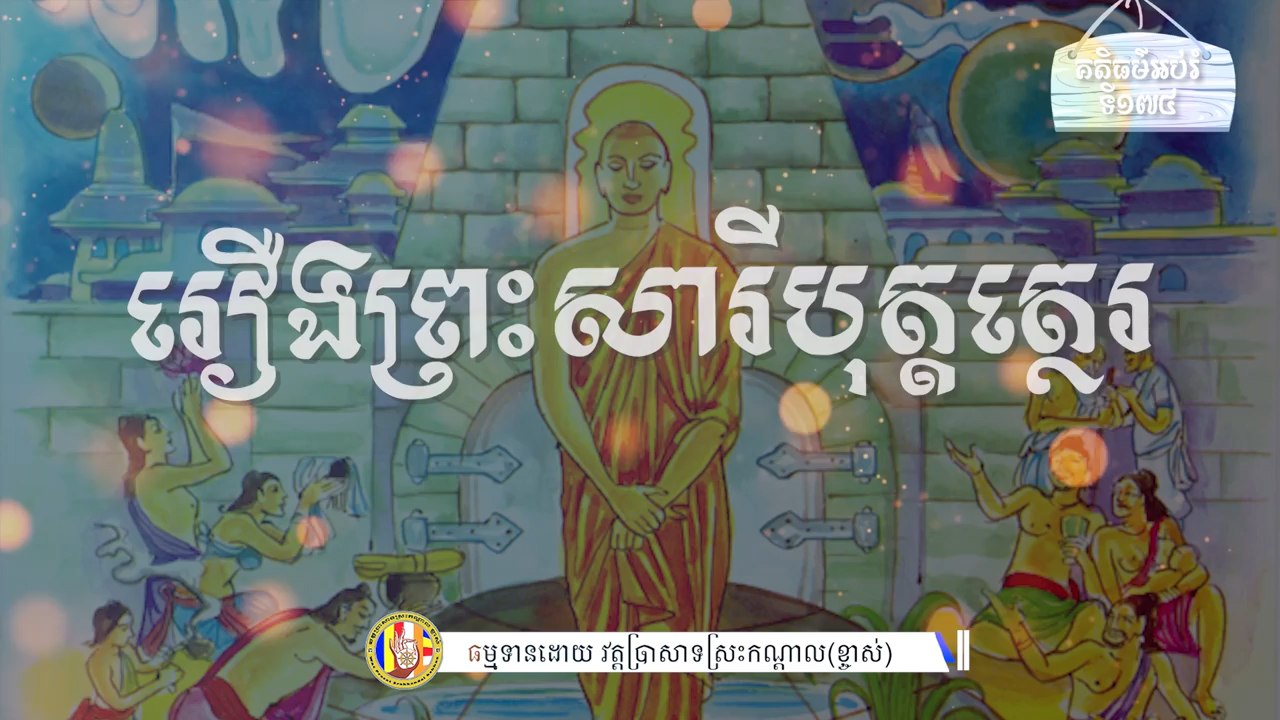 គតិធម៌អប់រំ
ទី១៧៤
រឿងព្រះសារីបុត្តត្ថេរ
ធម្មទានដោយ វត្តប្រាសាទស្រះកណ្ដាល(ខ្ចាស់)